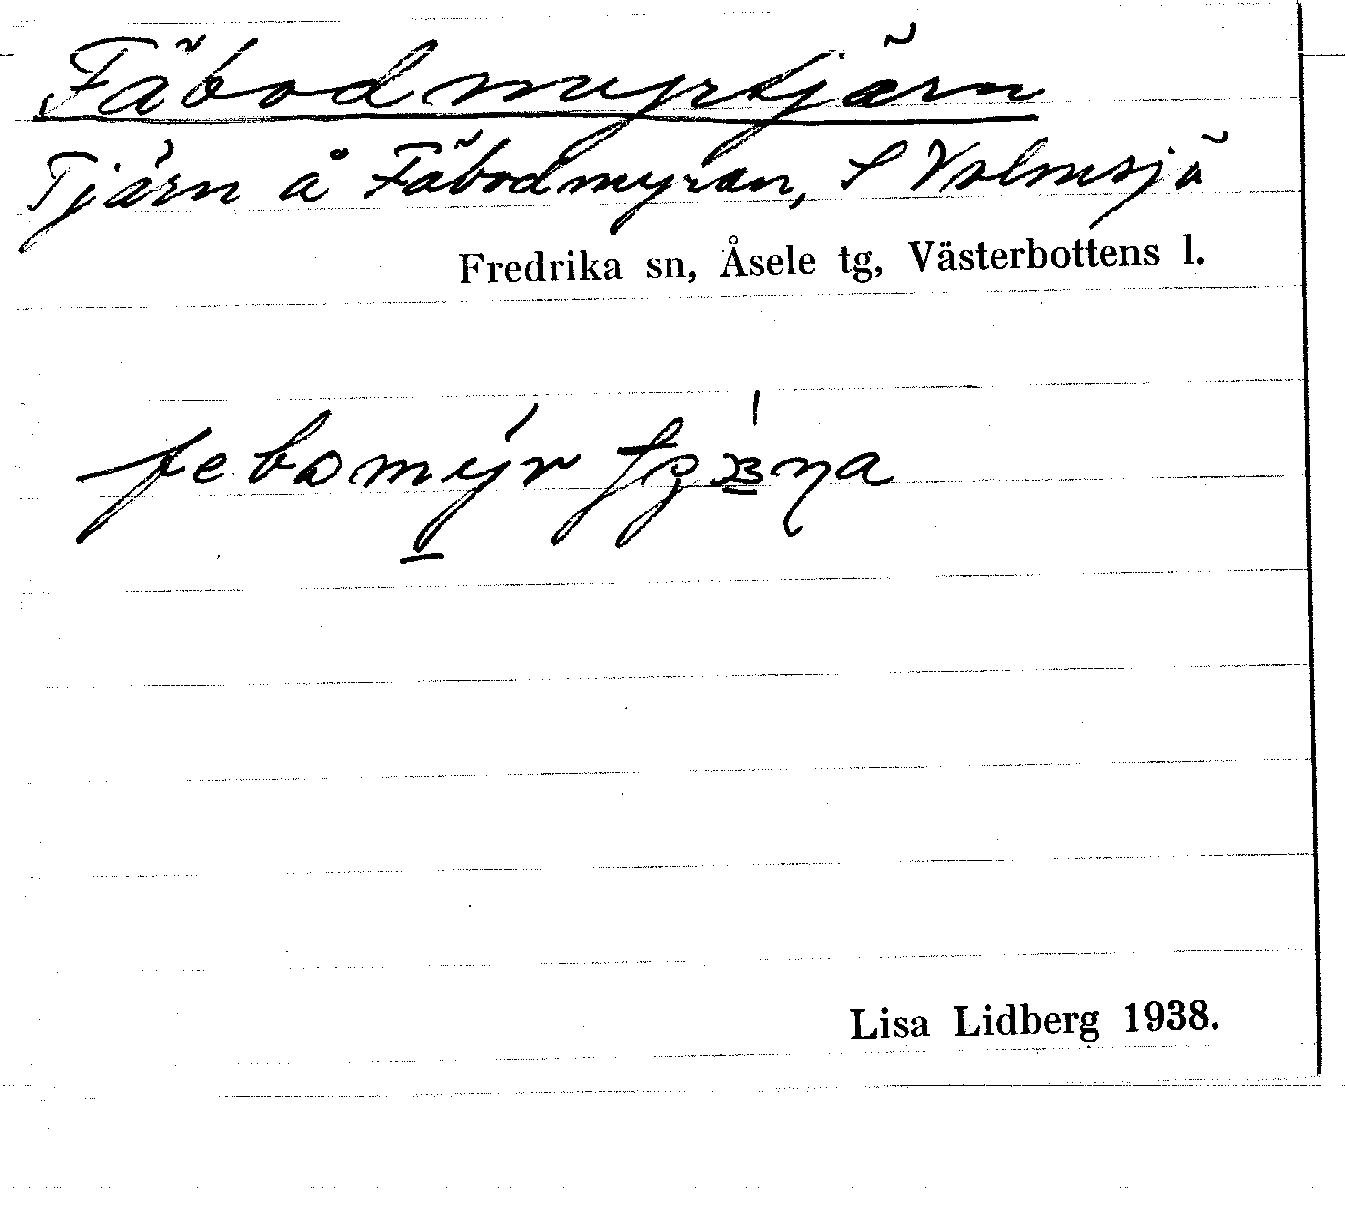 Fäbodmyrtjärn
Tjärn å Fäbodmyran, S Volmsjö
Fredrika sn, Åsele tg, Västerbottens l.
Lisa Lidberg 1938.